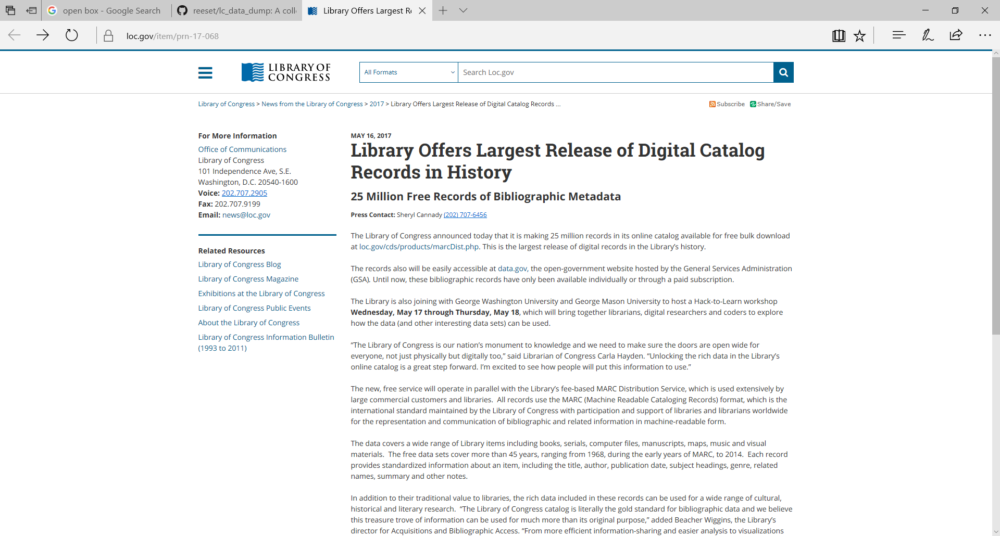 open box - Google Search
reeset/lc_data_dump: A coll
Library Offers Largest Re
loc.gov/item/prn-17-068
LIBRARY OF
CONGRESS
All Formats
Search Loc.gov
Library of Congress > News from the Library of Congress > 2017 > Library Offers Largest Release of Digital Catalog Records ...
Subscribe
Share/Save
For More Information
Office of Communications
Library of Congress
101 Independence Ave, S.E.
Washington, D.C. 20540-1600
Voice: 202.707.2905
Fax: 202.707.9199
Email: news@loc.gov
Related Resources
Library of Congress Blog
Library of Congress Magazine
Exhibitions at the Library of Congress
Library of Congress Public Events
About the Library of Congress
Library of Congress Information Bulletin
(1993 to 2011)
MAY 16, 2017
Library Offers Largest Release of Digital Catalog
Records in History
25 Million Free Records of Bibliographic Metadata
Press Contact: Sheryl Cannady (202) 707-6456
The Library of Congress announced today that it is making 25 million records in its online catalog available for free bulk download
at loc.gov/cds/products/marcDist.php. This is the largest release of digital records in the Library’s history.
The records also will be easily accessible at data.gov, the open-government website hosted by the General Services Administration
(GSA). Until now, these bibliographic records have only been available individually or through a paid subscription.
The Library is also joining with George Washington University and George Mason University to host a Hack-to-Learn workshop
Wednesday, May 17 through Thursday, May 18, which will bring together librarians, digital researchers and coders to explore
how the data (and other interesting data sets) can be used.
“The Library of Congress is our nation’s monument to knowledge and we need to make sure the doors are open wide for
everyone, not just physically but digitally too,” said Librarian of Congress Carla Hayden. “Unlocking the rich data in the Library’s
online catalog is a great step forward. I’m excited to see how people will put this information to use.”
The new, free service will operate in parallel with the Library’s fee-based MARC Distribution Service, which is used extensively by
large commercial customers and libraries.  All records use the MARC (Machine Readable Cataloging Records) format, which is the
international standard maintained by the Library of Congress with participation and support of libraries and librarians worldwide
for the representation and communication of bibliographic and related information in machine-readable form.
The data covers a wide range of Library items including books, serials, computer files, manuscripts, maps, music and visual
materials.  The free data sets cover more than 45 years, ranging from 1968, during the early years of MARC, to 2014.  Each record
provides standardized information about an item, including the title, author, publication date, subject headings, genre, related
names, summary and other notes.
In addition to their traditional value to libraries, the rich data included in these records can be used for a wide range of cultural,
historical and literary research.  “The Library of Congress catalog is literally the gold standard for bibliographic data and we believe
this treasure trove of information can be used for much more than its original purpose,” added Beacher Wiggins, the Library’s
director for Acquisitions and Bibliographic Access. “From more efficient information-sharing and easier analysis to visualizations